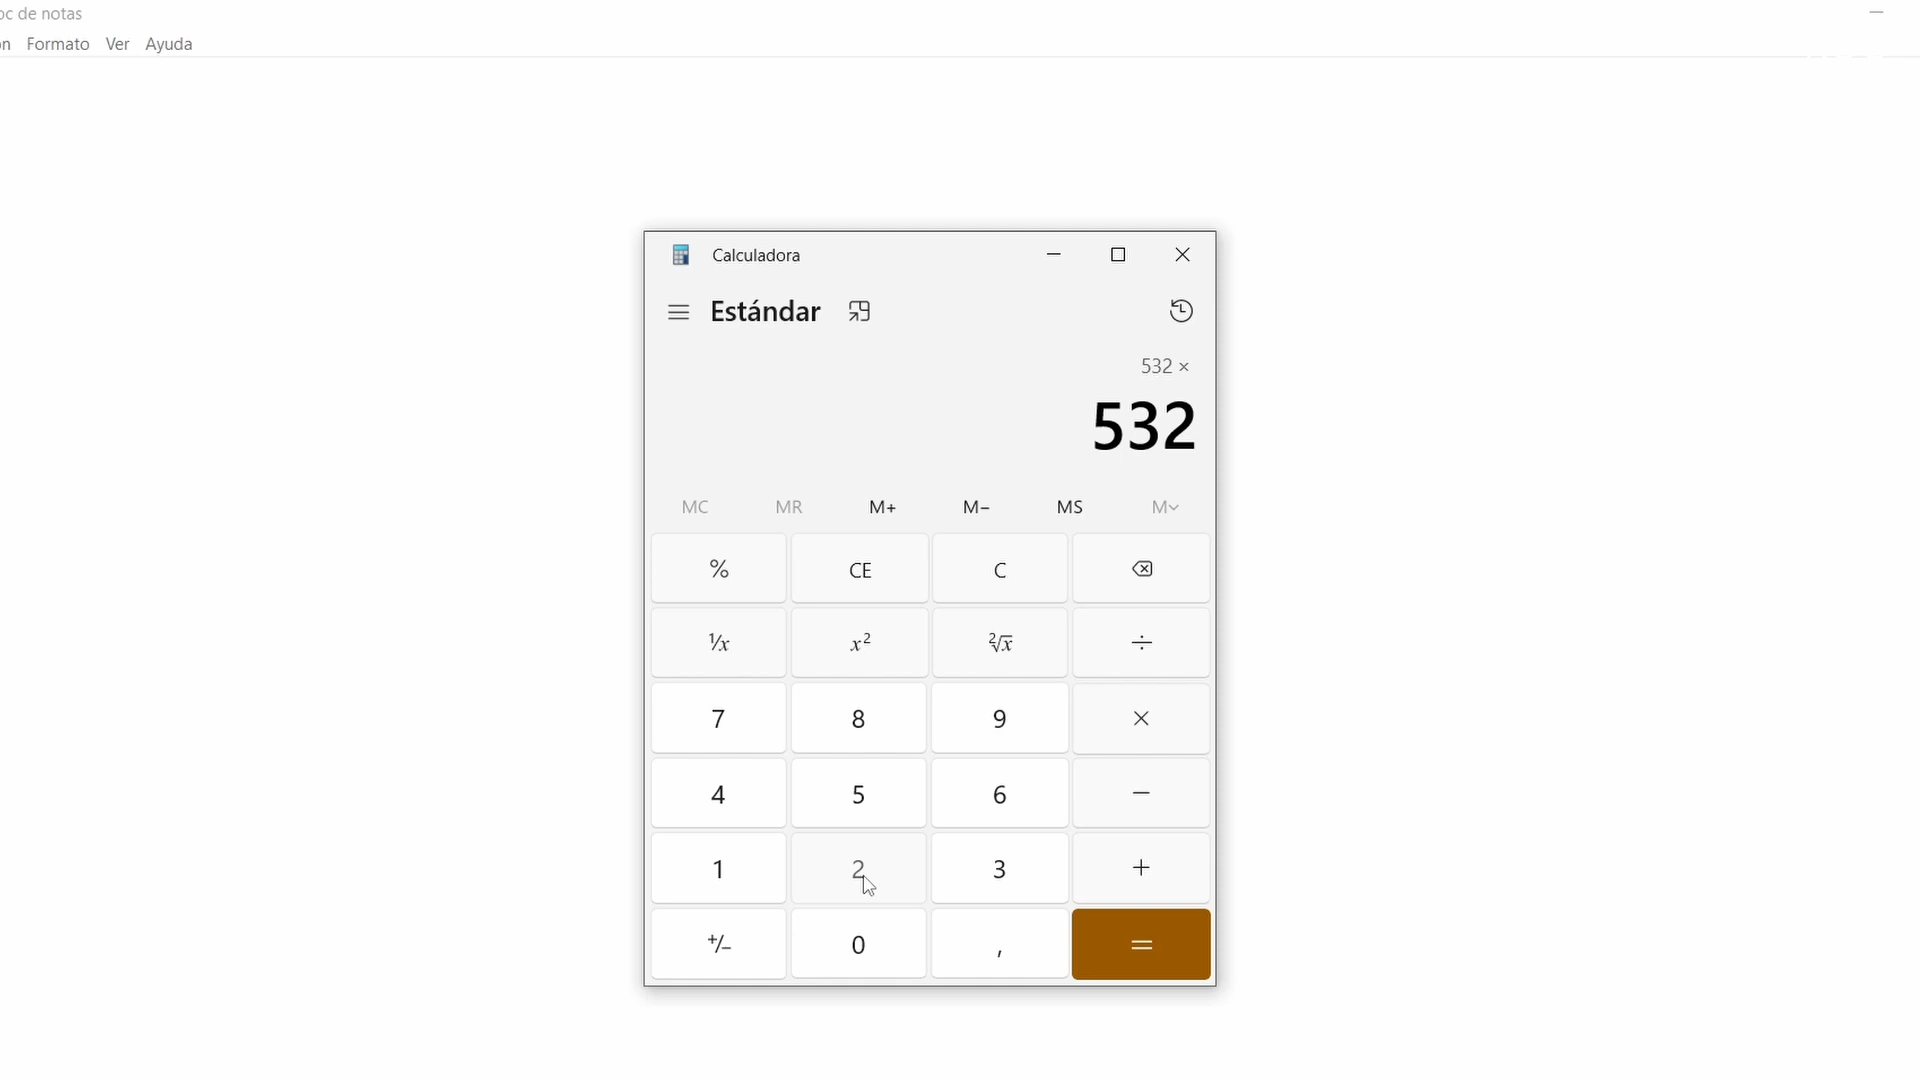 oc de notas
ón Formato Ver Ayuda
Calculadora
Estándar
532 ×
532
MC MR M+ M− MS M
% CE C
⅟x x² ²√x ÷
7 8 9 ×
4 5 6 −
1 2 3 +
+/− 0 , =